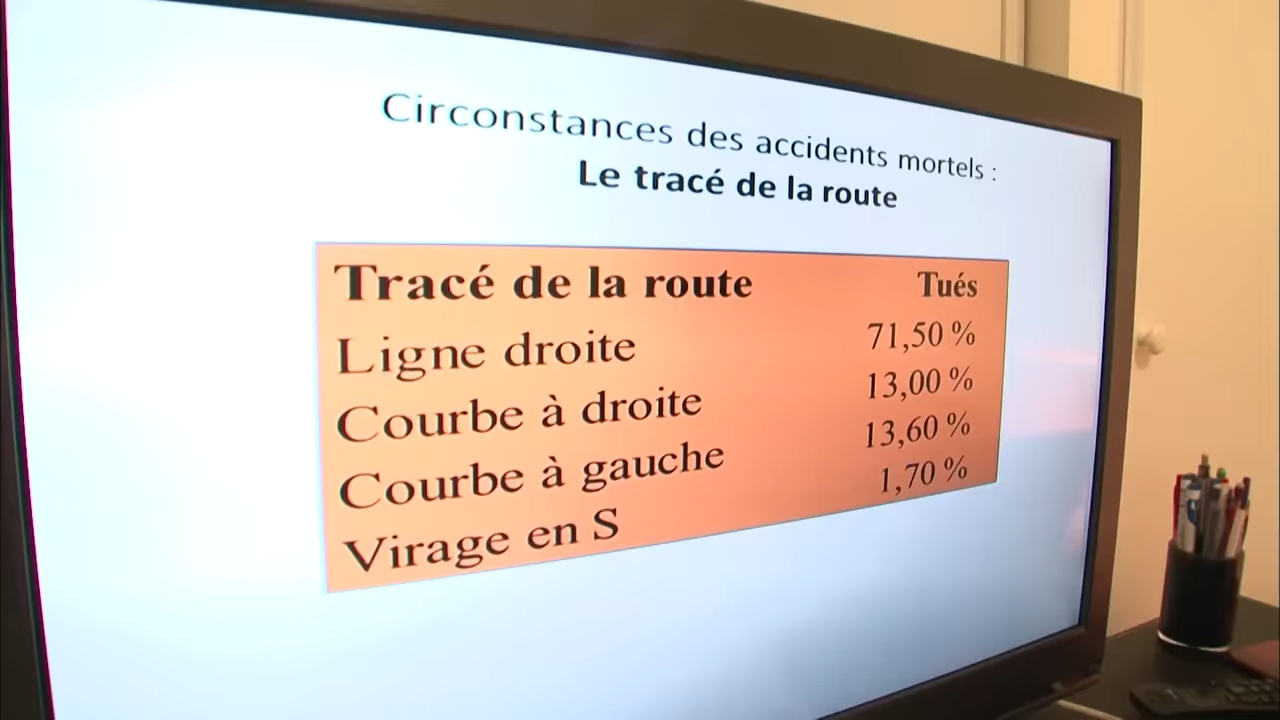 Circonstances des accidents mortels :
Le tracé de la route
Tracé de la route Tués
Ligne droite 71,50 %
Courbe à droite 13,00 %
Courbe à gauche 13,60 %
Virage en S 1,70 %